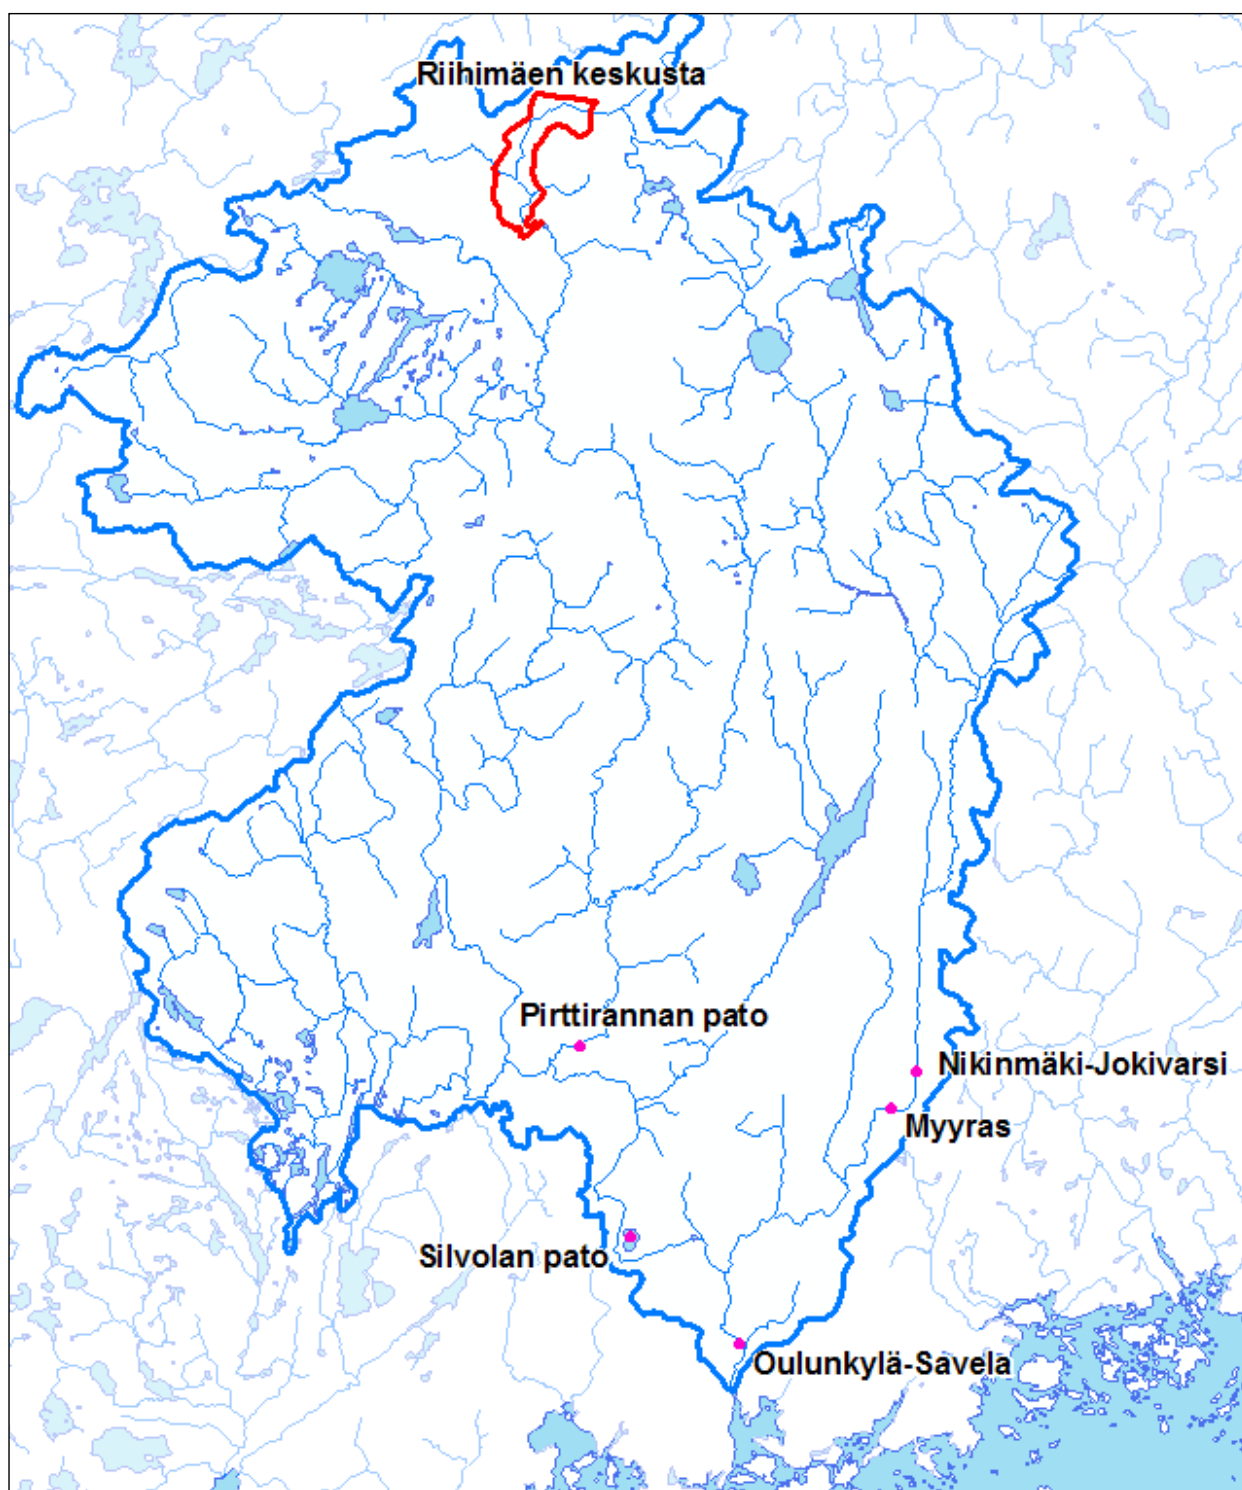 Riihimäen keskusta
Pirttirannan pato
Nikinmäki-Jokivarsi
Myyras
Silvolan pato
Oulunkylä-Savela